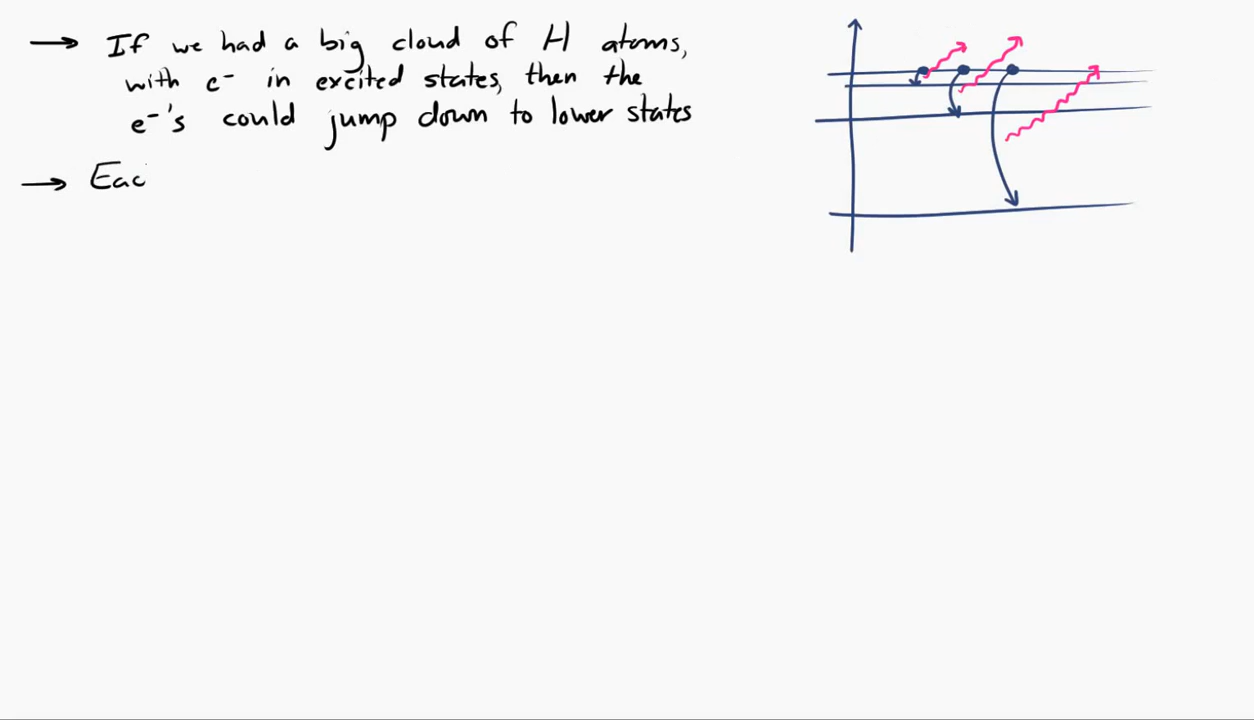 → If we had a big cloud of H atoms,
with e⁻ in excited states, then the
e⁻'s could jump down to lower states
→ Eac